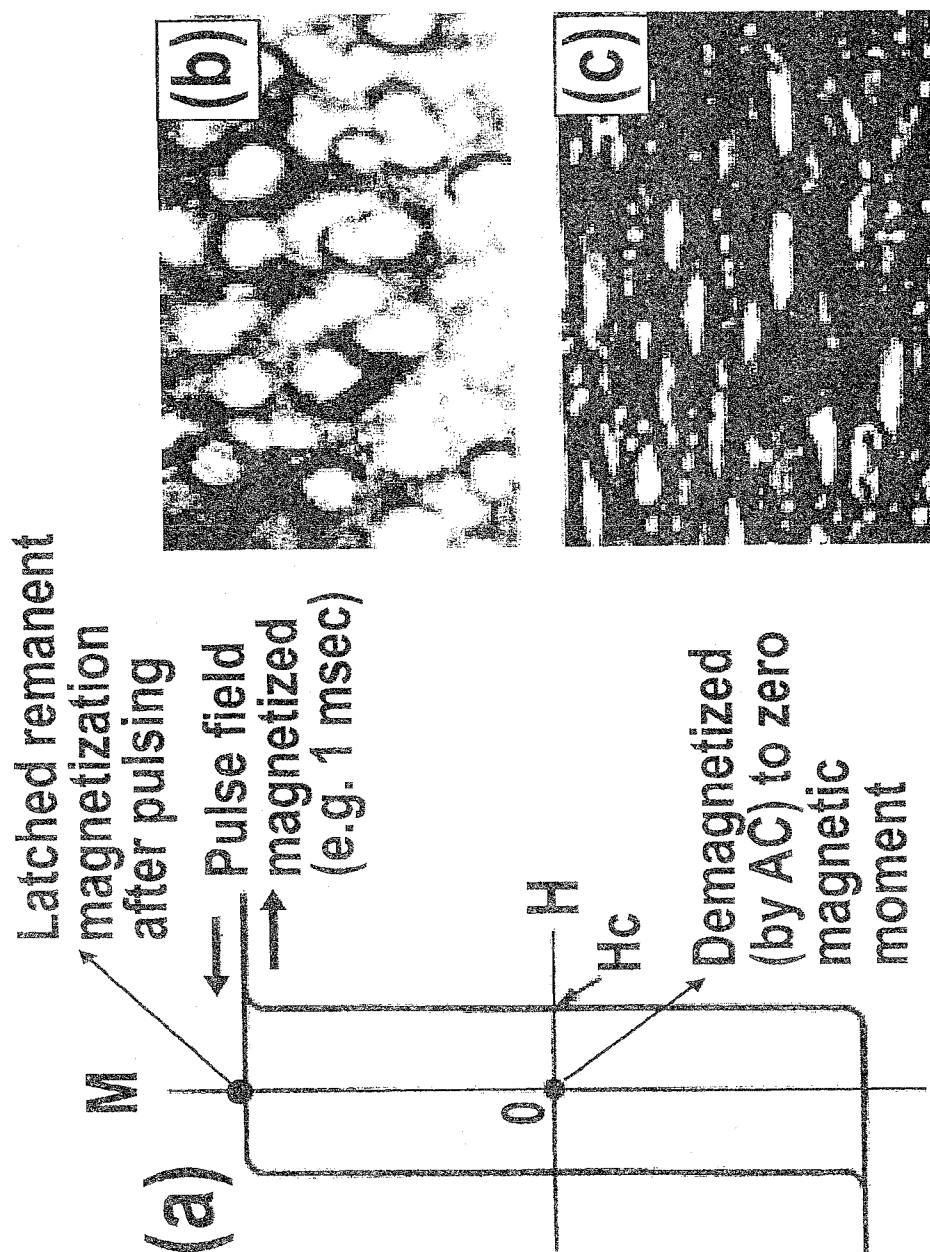 (a)
M
Latched remanent
magnetization
after pulsing
Pulse field
magnetized
(e.g. 1 msec)
H
Hc
0
Demagnetized
(by AC) to zero
magnetic
moment
(b)
(c)